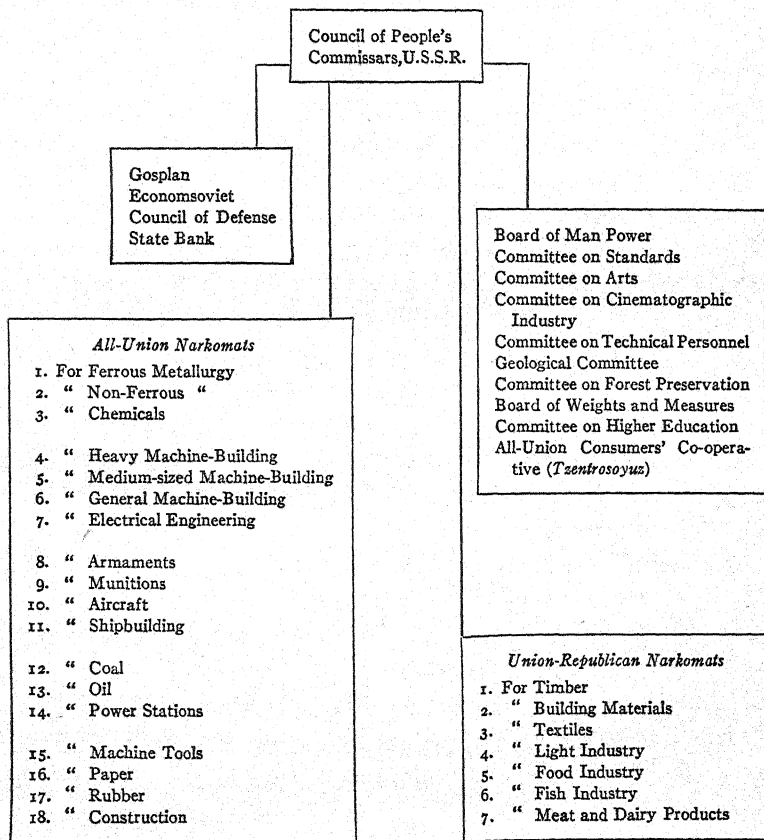 Council of People's
Commissars, U.S.S.R.
Gosplan
Economsoviet
Council of Defense
State Bank
Board of Man Power
Committee on Standards
Committee on Arts
Committee on Cinematographic
Industry
Committee on Technical Personnel
Geological Committee
Committee on Forest Preservation
Board of Weights and Measures
Committee on Higher Education
All-Union Consumers' Co-opera-
tive (Tzentrosoyuz)
All-Union Narkomats
1. For Ferrous Metallurgy
2. “ Non-Ferrous “
3. “ Chemicals
4. “ Heavy Machine-Building
5. “ Medium-sized Machine-Building
6. “ General Machine-Building
7. “ Electrical Engineering
8. “ Armaments
9. “ Munitions
10. “ Aircraft
11. “ Shipbuilding
12. “ Coal
13. “ Oil
14. “ Power Stations
15. “ Machine Tools
16. “ Paper
17. “ Rubber
18. “ Construction
Union-Republican Narkomats
1. For Timber
2. “ Building Materials
3. “ Textiles
4. “ Light Industry
5. “ Food Industry
6. “ Fish Industry
7. “ Meat and Dairy Products